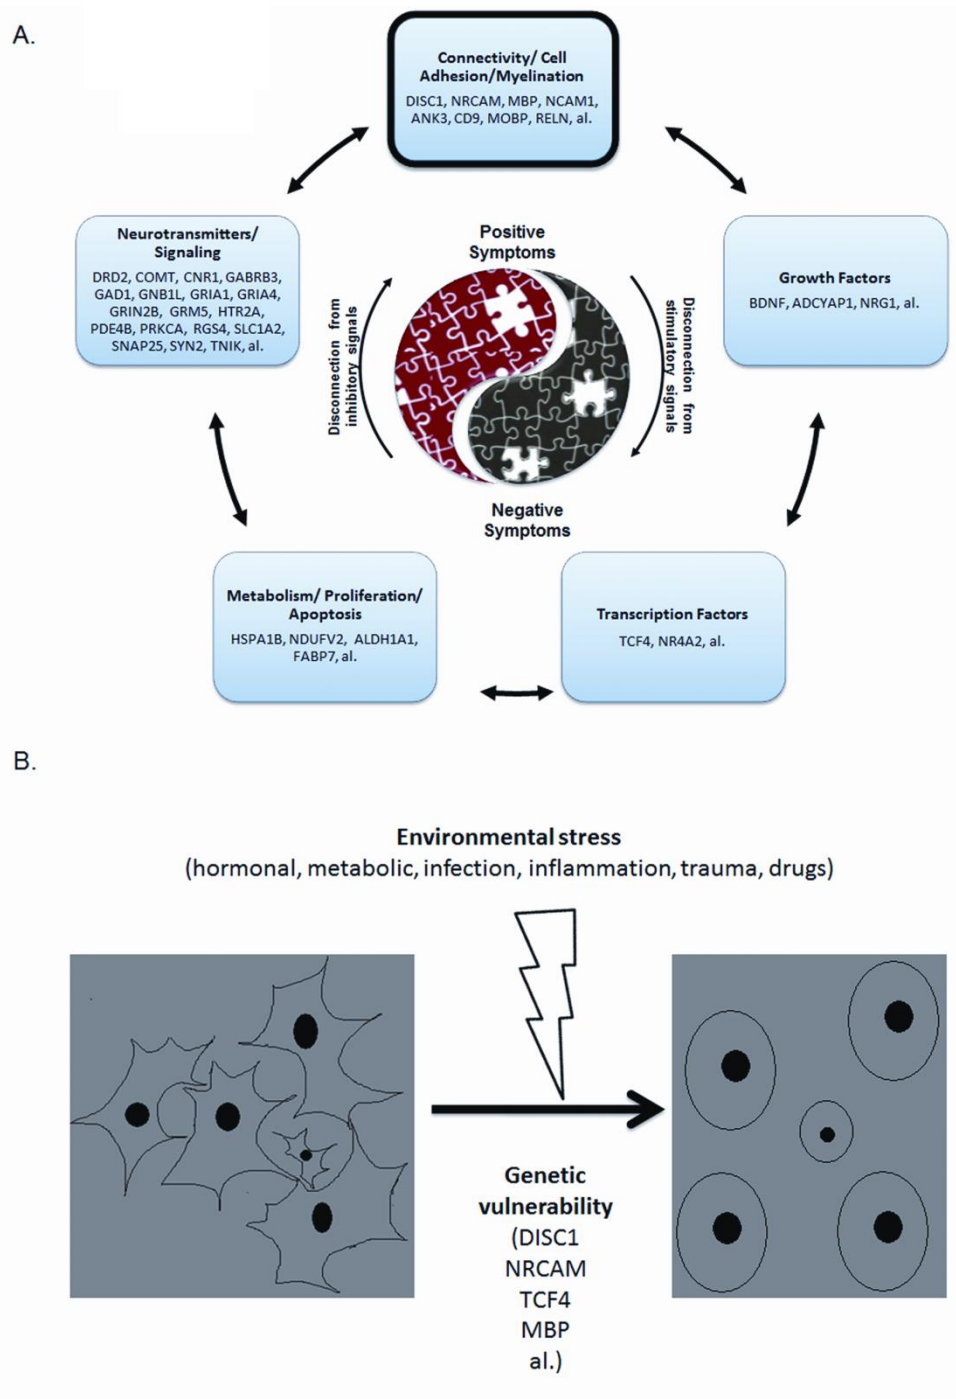 A.
Connectivity/ Cell
Adhesion/Myelination
DISC1, NRCAM, MBP, NCAM1,
ANK3, CD9, MOBP, RELN, al.
Neurotransmitters/
Signaling
DRD2, COMT, CNR1, GABRB3,
GAD1, GNB1L, GRIA1, GRIA4,
GRIN2B, GRM5, HTR2A,
PDE4B, PRKCA, RGS4, SLC1A2,
SNAP25, SYN2, TNIK, al.
Positive
Symptoms
Growth Factors
BDNF, ADCYAP1, NRG1, al.
Disconnection from
inhibitory signals
Disconnection from
stimulatory signals
Negative
Symptoms
Metabolism/ Proliferation/
Apoptosis
HSPA1B, NDUFV2, ALDH1A1,
FABP7, al.
Transcription Factors
TCF4, NR4A2, al.
B.
Environmental stress
(hormonal, metabolic, infection, inflammation, trauma, drugs)
Genetic
vulnerability
(DISC1
NRCAM
TCF4
MBP
al.)